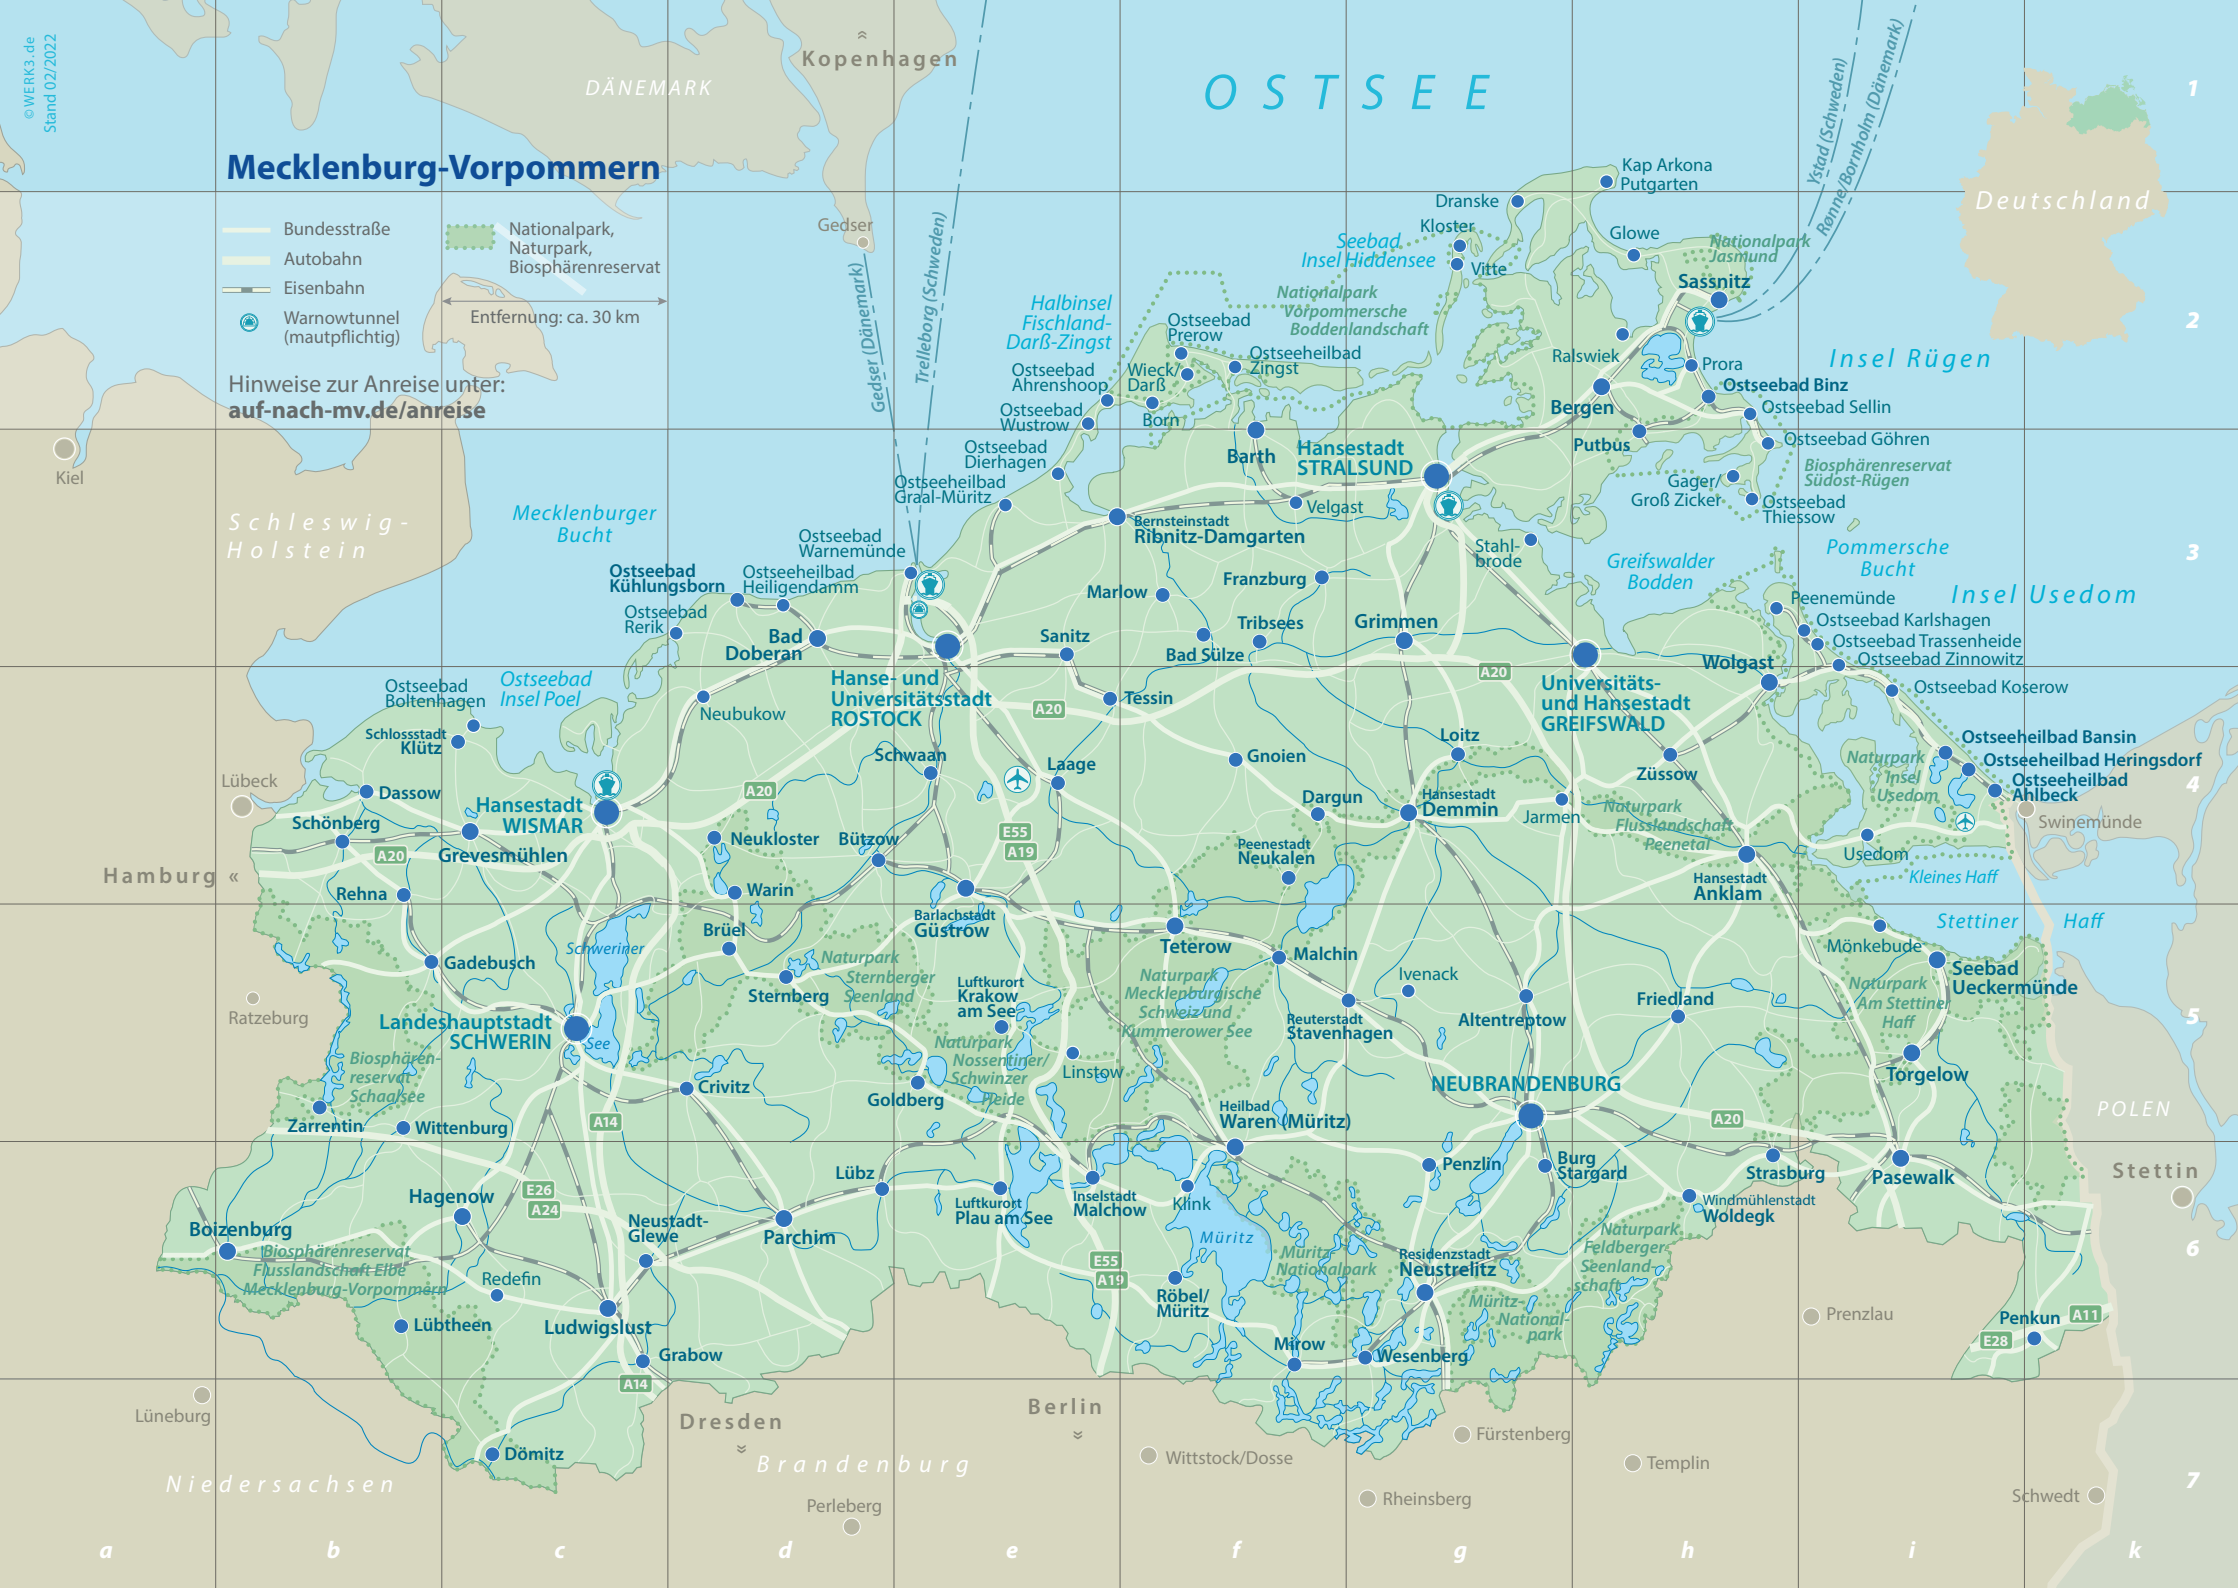 ©WERK3.de
Stand 02/2022
Mecklenburg-Vorpommern
Bundesstraße
Autobahn
Eisenbahn
Warnowtunnel
(mautpflichtig)
Nationalpark,
Naturpark,
Biosphärenreservat
Entfernung: ca. 30 km
Hinweise zur Anreise unter:
auf-nach-mv.de/anreise
DÄNEMARK
Kopenhagen
OSTSEE
Deutschland
1
2
3
4
5
6
7
Gedser
Gedser (Dänemark)
Trelleborg (Schweden)
Ystad (Schweden)
Rønne/Bornholm (Dänemark)
Kap Arkona
Putgarten
Dranske
Kloster
Vitte
Seebad
Insel Hiddensee
Glowe
Nationalpark
Jasmund
Sassnitz
Ralswiek
Prora
Insel Rügen
Ostseebad Binz
Ostseebad Sellin
Bergen
Putbus
Ostseebad Göhren
Biosphärenreservat
Südost-Rügen
Gager/
Groß Zicker
Ostseebad
Thiessow
Nationalpark
Vorpommersche
Boddenlandschaft
Halbinsel
Fischland-
Darß-Zingst
Ostseebad
Prerow
Ostseeheilbad
Zingst
Ostseebad
Ahrenshoop
Wieck/
Darß
Born
Ostseebad
Wustrow
Ostseebad
Dierhagen
Ostseeheilbad
Graal-Müritz
Barth
Hansestadt
STRALSUND
Velgast
Bernsteinstadt
Ribnitz-Damgarten
Stahl-
brode
Greifswalder
Bodden
Pommersche
Bucht
Insel Usedom
Kiel
Schleswig-
Holstein
Mecklenburger
Bucht
Ostseebad
Warnemünde
Ostseebad
Kühlungsborn
Ostseeheilbad
Heiligendamm
Ostseebad
Rerik
Bad
Doberan
Marlow
Franzburg
Sanitz
Bad Sülze
Tribsees
Grimmen
Peenemünde
Ostseebad Karlshagen
Ostseebad Trassenheide
Ostseebad Zinnowitz
Wolgast
Ostseebad Koserow
Ostseeheilbad Bansin
Ostseeheilbad Heringsdorf
Ostseeheilbad
Ahlbeck
Swinemünde
Naturpark
Insel
Usedom
Usedom
Kleines Haff
Stettiner Haff
Ostseebad
Boltenhagen
Ostseebad
Insel Poel
Schlossstadt
Klütz
Neubukow
Hanse- und
Universitätsstadt
ROSTOCK
A20
Tessin
A20
Universitäts-
und Hansestadt
GREIFSWALD
Loitz
Züssow
Schwaan
Laage
Gnoien
Lübeck
Dassow
Schönberg
Hansestadt
WISMAR
A20
Grevesmühlen
A20
Neukloster
Bützow
E55
A19
Dargun
Hansestadt
Demmin
Jarmen
Naturpark
Flusslandschaft
Peenetal
Peenestadt
Neukalen
Hansestadt
Anklam
Hamburg «
Rehna
Warin
Barlachstadt
Güstrow
Brüel
Teterow
Malchin
Mönkebude
Gadebusch
Schweriner
See
Sternberg
Naturpark
Sternberger
Seenland
Luftkurort
Krakow
am See
Naturpark
Mecklenburgische
Schweiz und
Kummerower See
Ivenack
Reuterstadt
Stavenhagen
Altentreptow
Friedland
Naturpark
Am Stettiner
Haff
Seebad
Ueckermünde
Ratzeburg
Landeshauptstadt
SCHWERIN
Biosphären-
reservat
Schaalsee
Crivitz
Naturpark
Nossentiner/
Schwinzer
Heide
Linstow
Goldberg
NEUBRANDENBURG
Torgelow
POLEN
Zarrentin
Wittenburg
A14
Heilbad
Waren (Müritz)
A20
Strasburg
Pasewalk
Stettin
Lübz
Penzlin
Burg
Stargard
Windmühlenstadt
Woldegk
Hagenow
E26
A24
Neustadt-
Glewe
Parchim
Luftkurort
Plau am See
Inselstadt
Malchow
Klink
Müritz
Müritz-
Nationalpark
Residenzstadt
Neustrelitz
Naturpark
Feldberger-
Seenland-
schaft
Boizenburg
Biosphärenreservat
Flusslandschaft Elbe
Mecklenburg-Vorpommern
Redefin
Lübtheen
Ludwigslust
E55
A19
Röbel/
Müritz
Müritz-
National-
park
Mirow
Wesenberg
Prenzlau
Penkun
A11
E28
Grabow
A14
Lüneburg
Dresden
Berlin
Dömitz
Brandenburg
Niedersachsen
Wittstock/Dosse
Fürstenberg
Templin
Perleberg
Rheinsberg
Schwedt
a b c d e f g h i k